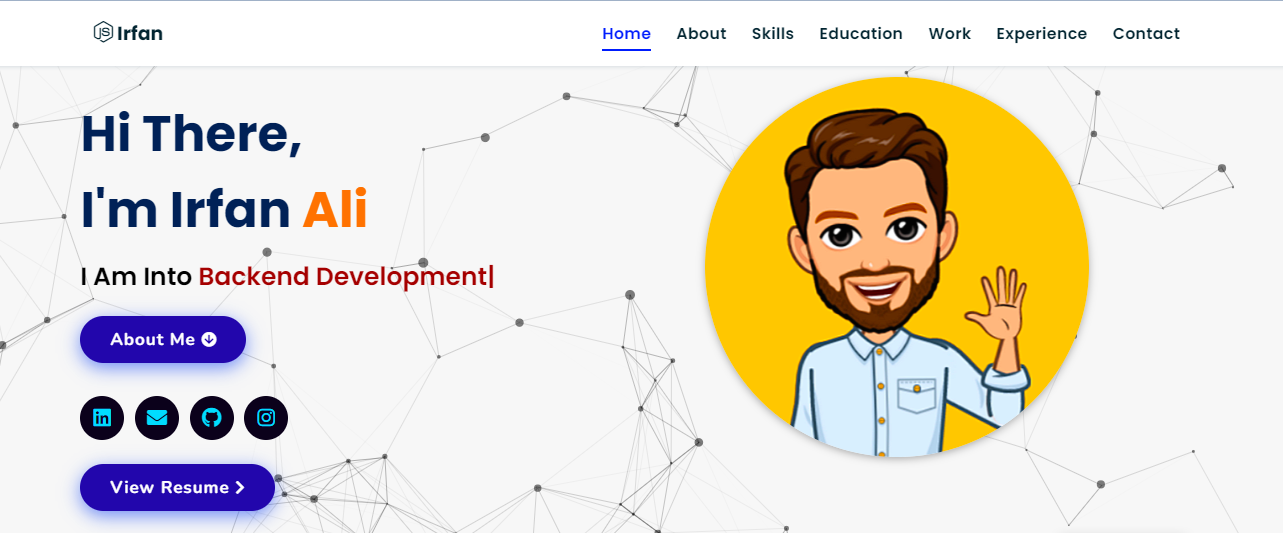 Irfan
Home About Skills Education Work Experience Contact
Hi There,
I'm Irfan Ali
I Am Into Backend Development|
About Me
View Resume